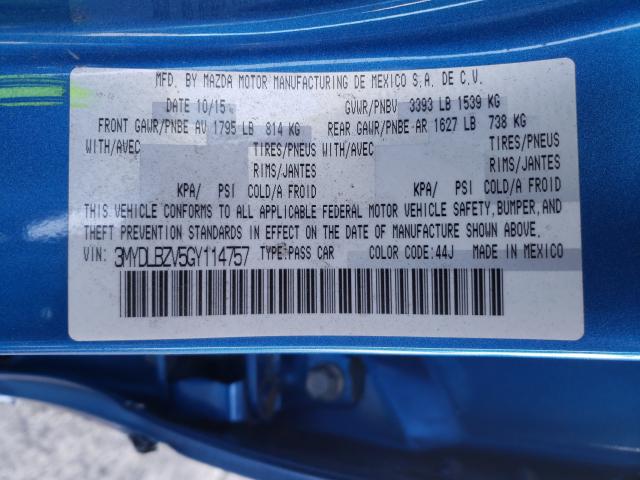 MFD. BY MAZDA MOTOR MANUFACTURING DE MEXICO S.A. DE C.V.
DATE 10/15 GVWR/PNBV 3393 LB 1539 KG
FRONT GAWR/PNBE AV 1795 LB 814 KG REAR GAWR/PNBE-AR 1627 LB 738 KG
WITH/AVEC TIRES/PNEUS WITH/AVEC TIRES/PNEUS
RIMS/JANTES RIMS/JANTES
KPA/ PSI COLD/A FROID KPA/ PSI COLD/A FROID
THIS VEHICLE CONFORMS TO ALL APPLICABLE FEDERAL MOTOR VEHICLE SAFETY, BUMPER, AND
THEFT PREVENTION STANDARDS IN EFFECT ON THE DATE OF MANUFACTURE SHOWN ABOVE.
VIN: 3MYDLBZV5GY114757 TYPE:PASS CAR COLOR CODE:44J MADE IN MEXICO